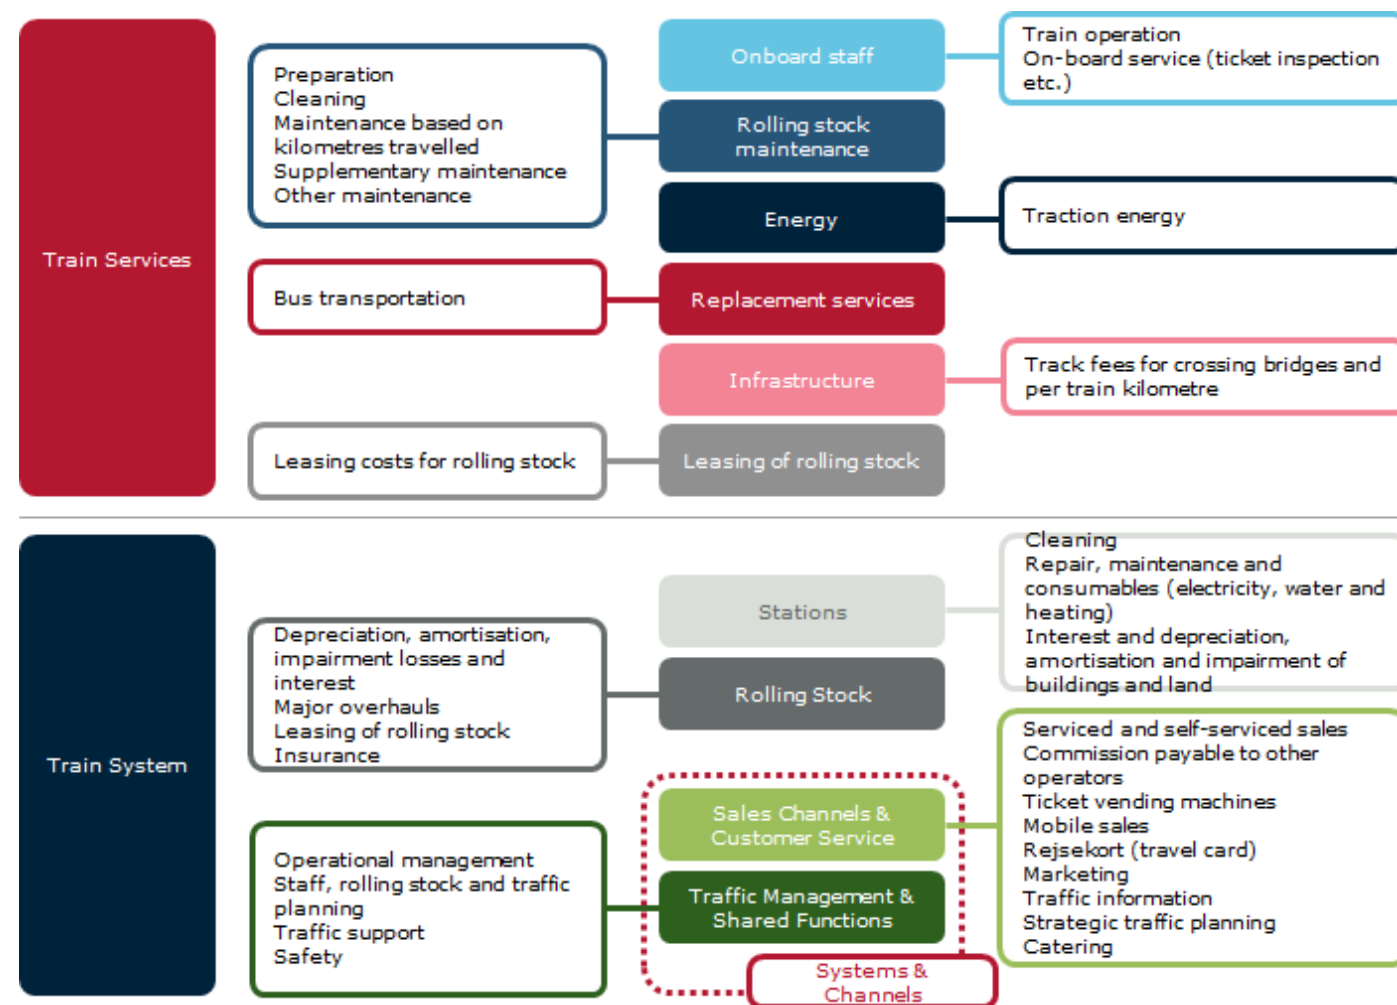 Train Services
Preparation
Cleaning
Maintenance based on
kilometres travelled
Supplementary maintenance
Other maintenance
Bus transportation
Leasing costs for rolling stock
Onboard staff
Rolling stock
maintenance
Energy
Replacement services
Infrastructure
Leasing of rolling stock
Train operation
On-board service (ticket inspection
etc.)
Traction energy
Track fees for crossing bridges and
per train kilometre
Train System
Depreciation, amortisation,
impairment losses and
interest
Major overhauls
Leasing of rolling stock
Insurance
Operational management
Staff, rolling stock and traffic
planning
Traffic support
Safety
Stations
Rolling Stock
Sales Channels &
Customer Service
Traffic Management &
Shared Functions
Systems &
Channels
Cleaning
Repair, maintenance and
consumables (electricity, water and
heating)
Interest and depreciation,
amortisation and impairment of
buildings and land
Serviced and self-serviced sales
Commission payable to other
operators
Ticket vending machines
Mobile sales
Rejsekort (travel card)
Marketing
Traffic information
Strategic traffic planning
Catering